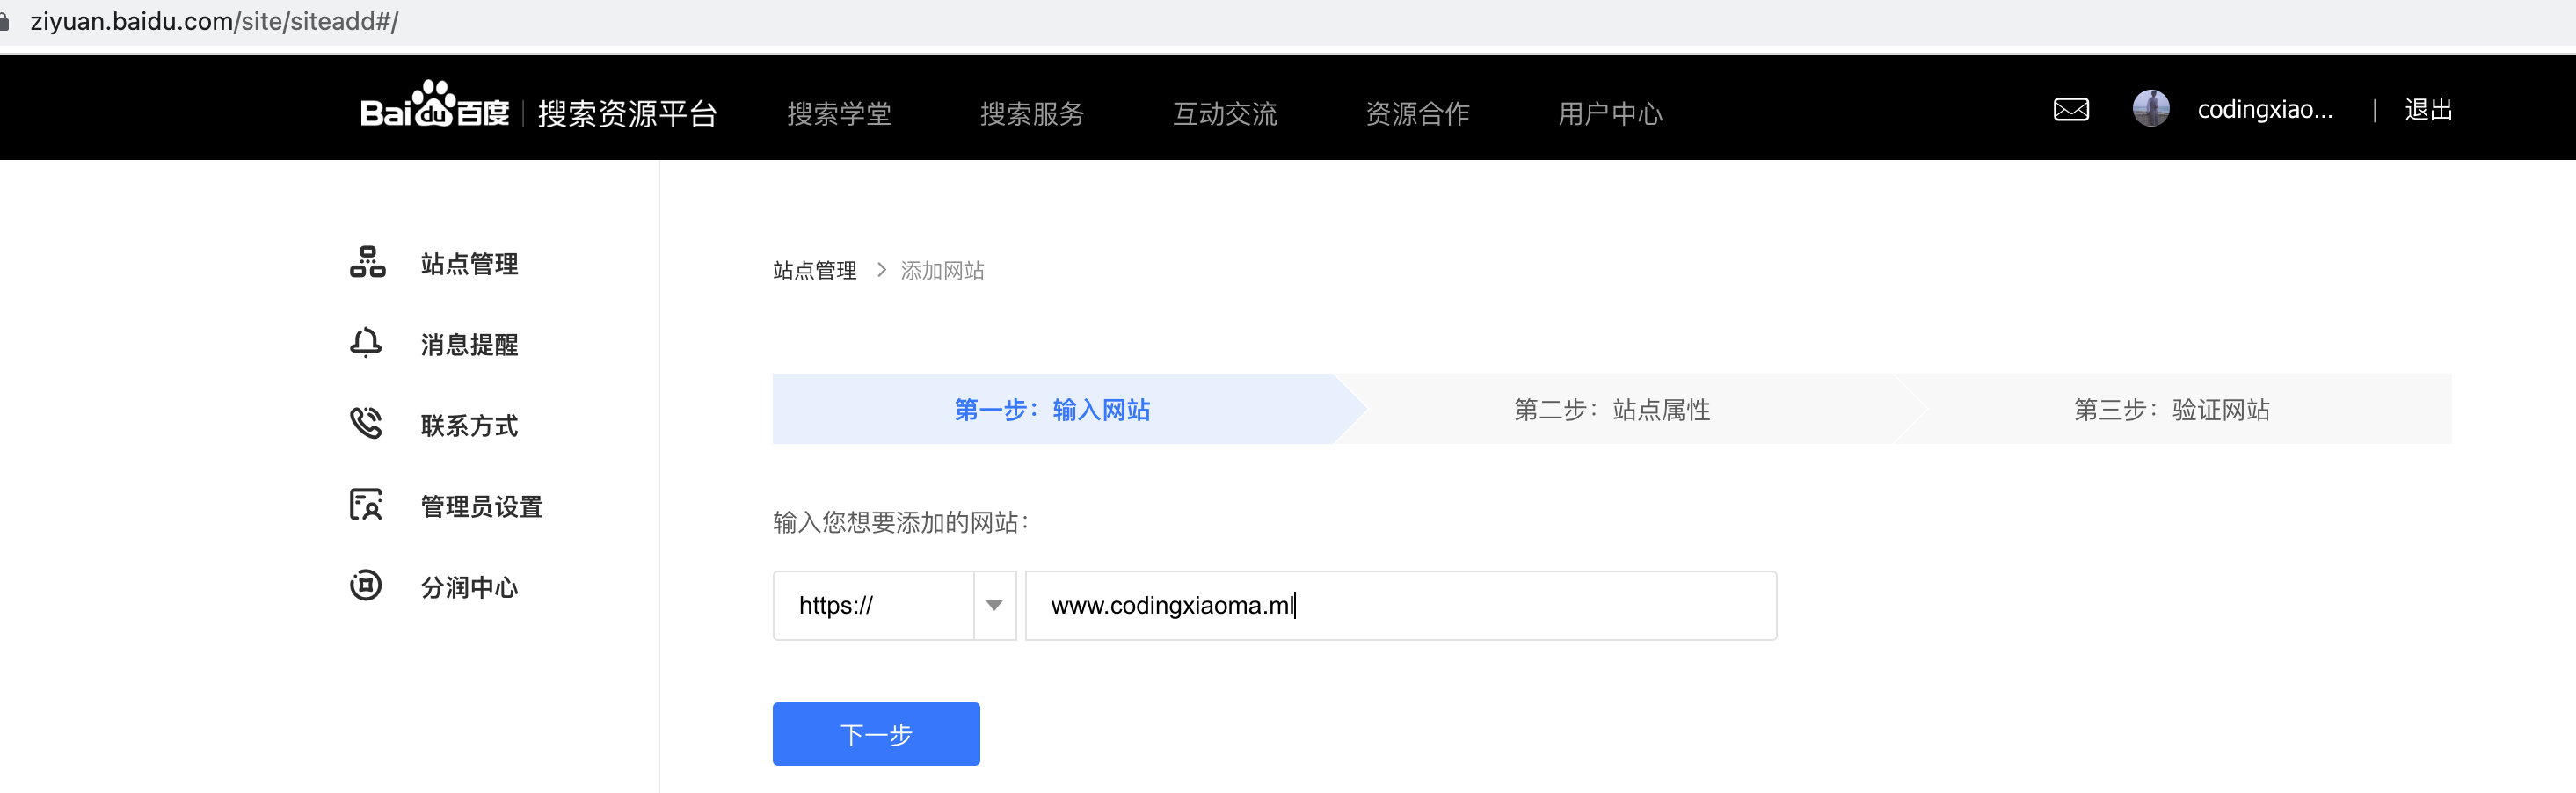 ziyuan.baidu.com/site/siteadd#/
Bai du 百度 | 搜索资源平台 搜索学堂 搜索服务 互动交流 资源合作 用户中心 codingxiao... | 退出
站点管理
消息提醒
联系方式
管理员设置
分润中心
站点管理 > 添加网站
第一步：输入网站 第二步：站点属性 第三步：验证网站
输入您想要添加的网站：
https:// www.codingxiaoma.ml
下一步